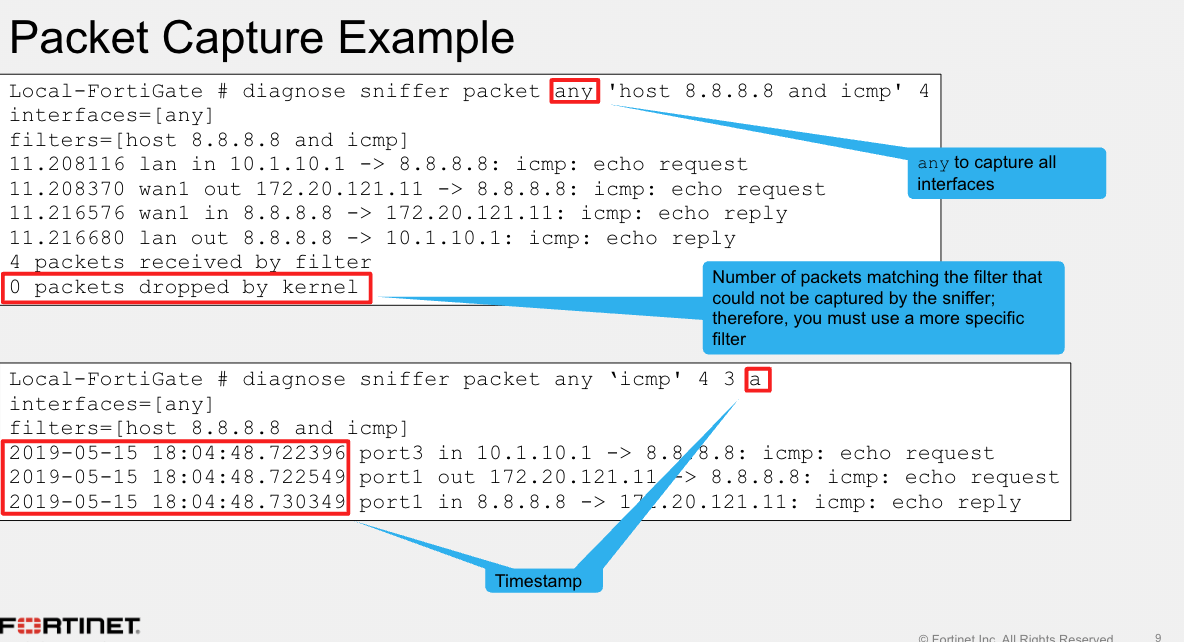 Packet Capture Example
Local-FortiGate # diagnose sniffer packet any 'host 8.8.8.8 and icmp' 4
interfaces=[any]
filters=[host 8.8.8.8 and icmp]
11.208116 lan in 10.1.10.1 -> 8.8.8.8: icmp: echo request
11.208370 wan1 out 172.20.121.11 -> 8.8.8.8: icmp: echo request
11.216576 wan1 in 8.8.8.8 -> 172.20.121.11: icmp: echo reply
11.216680 lan out 8.8.8.8 -> 10.1.10.1: icmp: echo reply
4 packets received by filter
0 packets dropped by kernel
any to capture all
interfaces
Number of packets matching the filter that
could not be captured by the sniffer;
therefore, you must use a more specific
filter
Local-FortiGate # diagnose sniffer packet any ‘icmp' 4 3 a
interfaces=[any]
filters=[host 8.8.8.8 and icmp]
2019-05-15 18:04:48.722396 port3 in 10.1.10.1 -> 8.8.8.8: icmp: echo request
2019-05-15 18:04:48.722549 port1 out 172.20.121.11 -> 8.8.8.8: icmp: echo request
2019-05-15 18:04:48.730349 port1 in 8.8.8.8 -> 172.20.121.11: icmp: echo reply
Timestamp
FORTINET
© Fortinet Inc. All Rights Reserved. 9